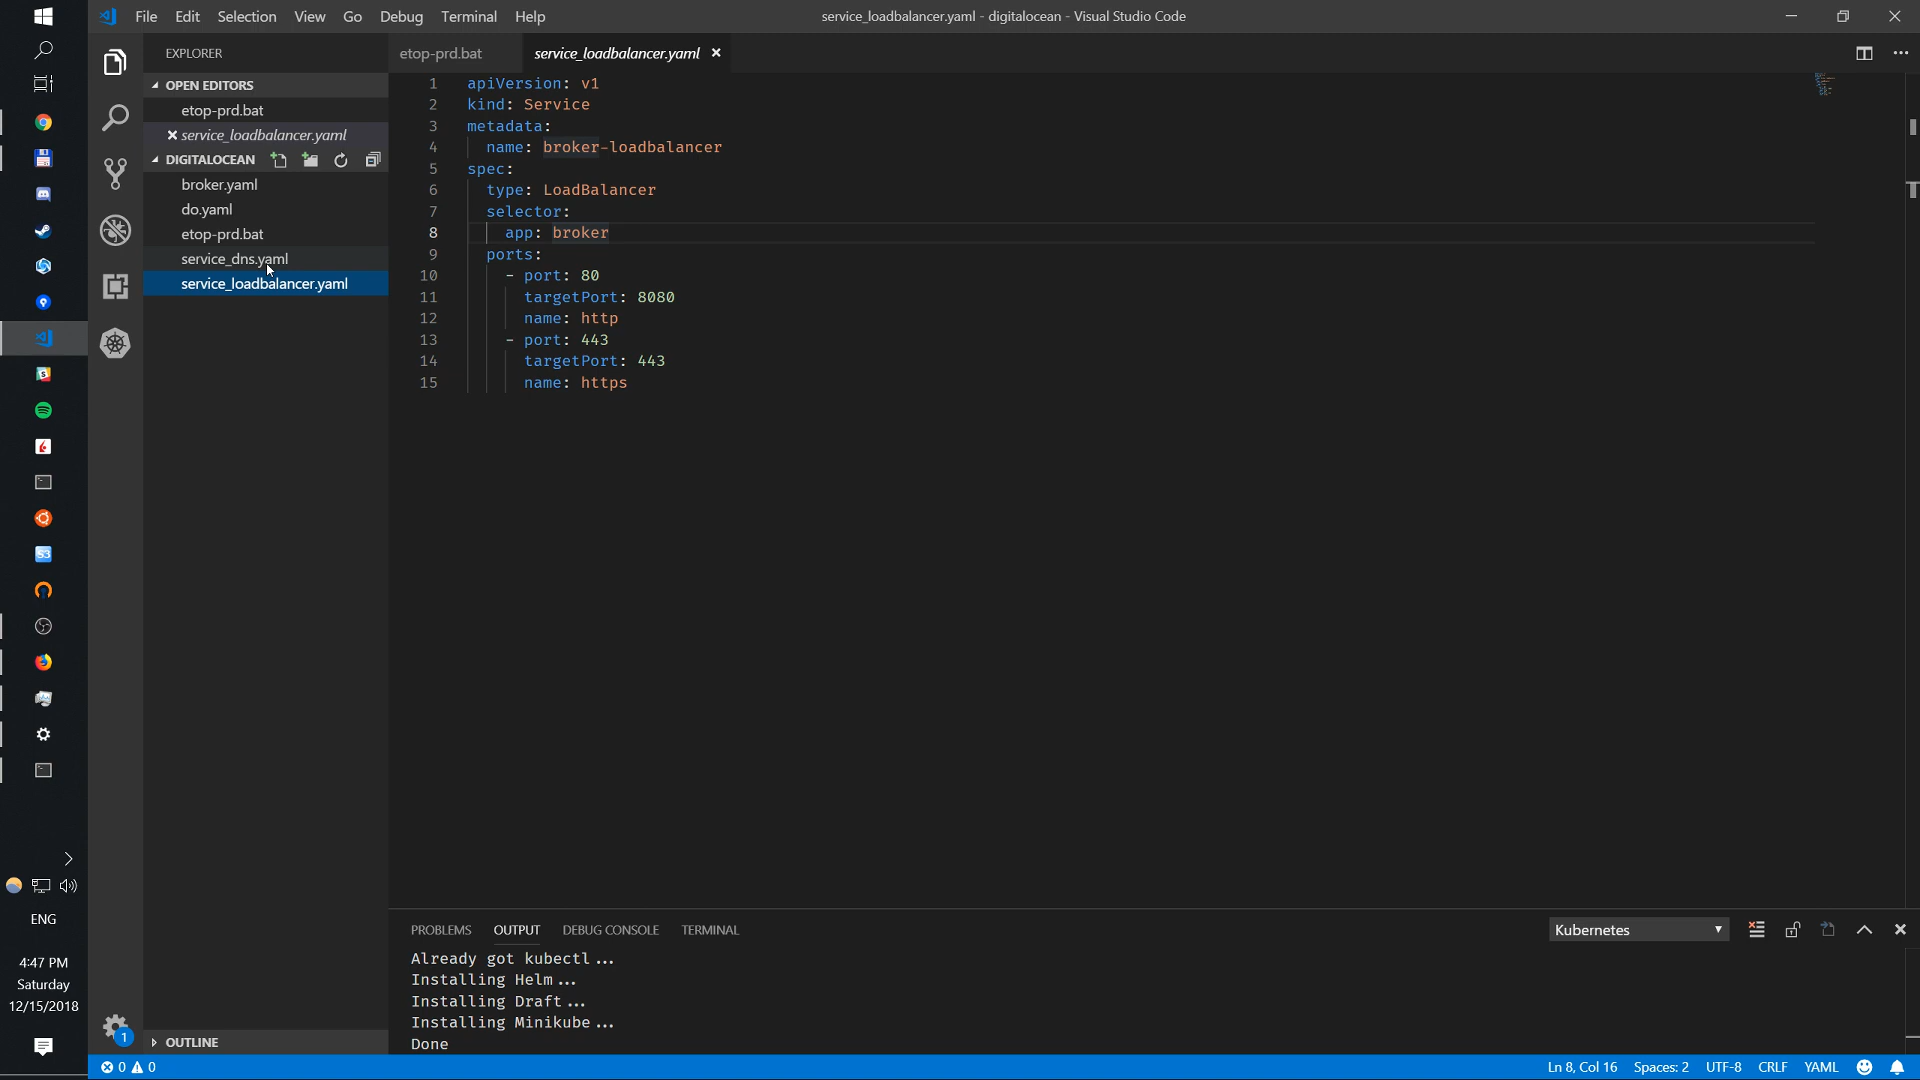 File Edit Selection View Go Debug Terminal Help
service_loadbalancer.yaml - digitalocean - Visual Studio Code
EXPLORER
OPEN EDITORS
etop-prd.bat
service_loadbalancer.yaml
DIGITALOCEAN
broker.yaml
do.yaml
etop-prd.bat
service_dns.yaml
service_loadbalancer.yaml
OUTLINE
etop-prd.bat
service_loadbalancer.yaml
1 apiVersion: v1
2 kind: Service
3 metadata:
4 name: broker-loadbalancer
5 spec:
6 type: LoadBalancer
7 selector:
8 app: broker
9 ports:
10 - port: 80
11 targetPort: 8080
12 name: http
13 - port: 443
14 targetPort: 443
15 name: https
PROBLEMS OUTPUT DEBUG CONSOLE TERMINAL
Kubernetes
Already got kubectl ...
Installing Helm ...
Installing Draft ...
Installing Minikube ...
Done
S3
ENG
4:47 PM
Saturday
12/15/2018
1
0 0
Ln 8, Col 16 Spaces: 2 UTF-8 CRLF YAML